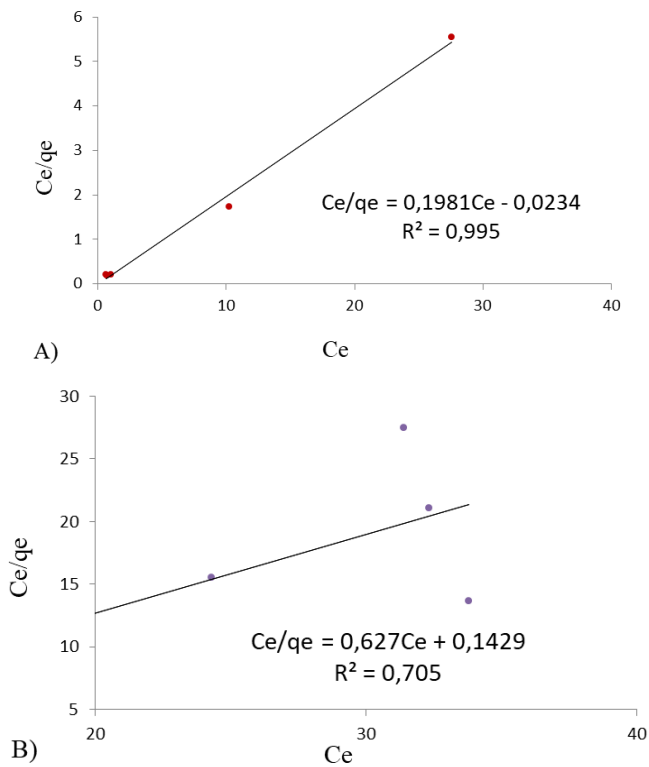 6
5
4
3
2
1
0
Ce/qe
Ce/qe = 0,1981Ce - 0,0234
R² = 0,995
0 10 20 30 40
A)
Ce
30
25
20
15
10
5
Ce/qe
Ce/qe = 0,627Ce + 0,1429
R² = 0,705
20 30 40
B)
Ce